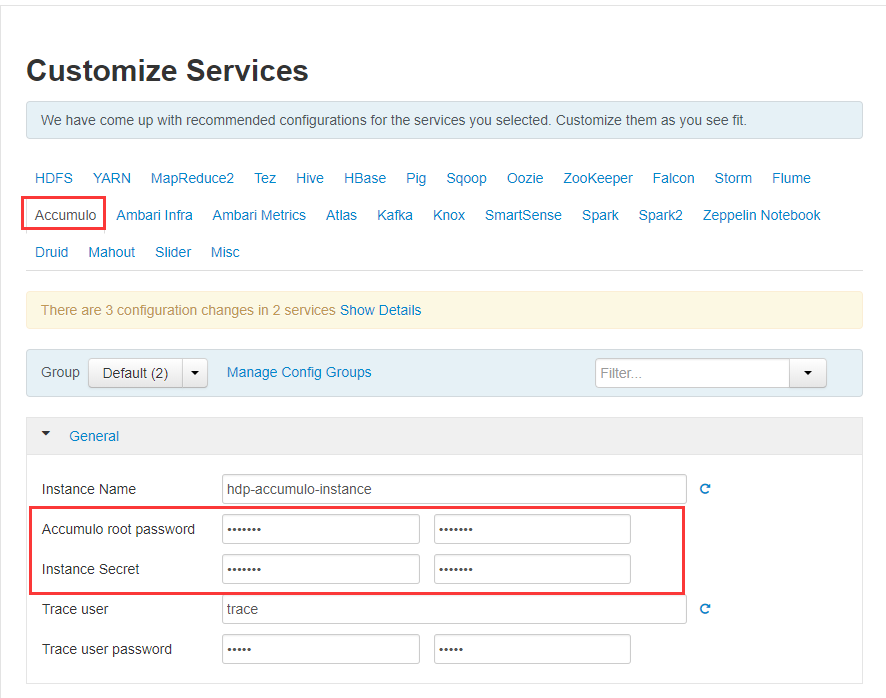 Customize Services
We have come up with recommended configurations for the services you selected. Customize them as you see fit.
HDFS YARN MapReduce2 Tez Hive HBase Pig Sqoop Oozie ZooKeeper Falcon Storm Flume
Accumulo Ambari Infra Ambari Metrics Atlas Kafka Knox SmartSense Spark Spark2 Zeppelin Notebook
Druid Mahout Slider Misc
There are 3 configuration changes in 2 services Show Details
Group Default (2) Manage Config Groups Filter...
General
Instance Name hdp-accumulo-instance
Accumulo root password ••••••• •••••••
Instance Secret ••••••• •••••••
Trace user trace
Trace user password ••••• •••••